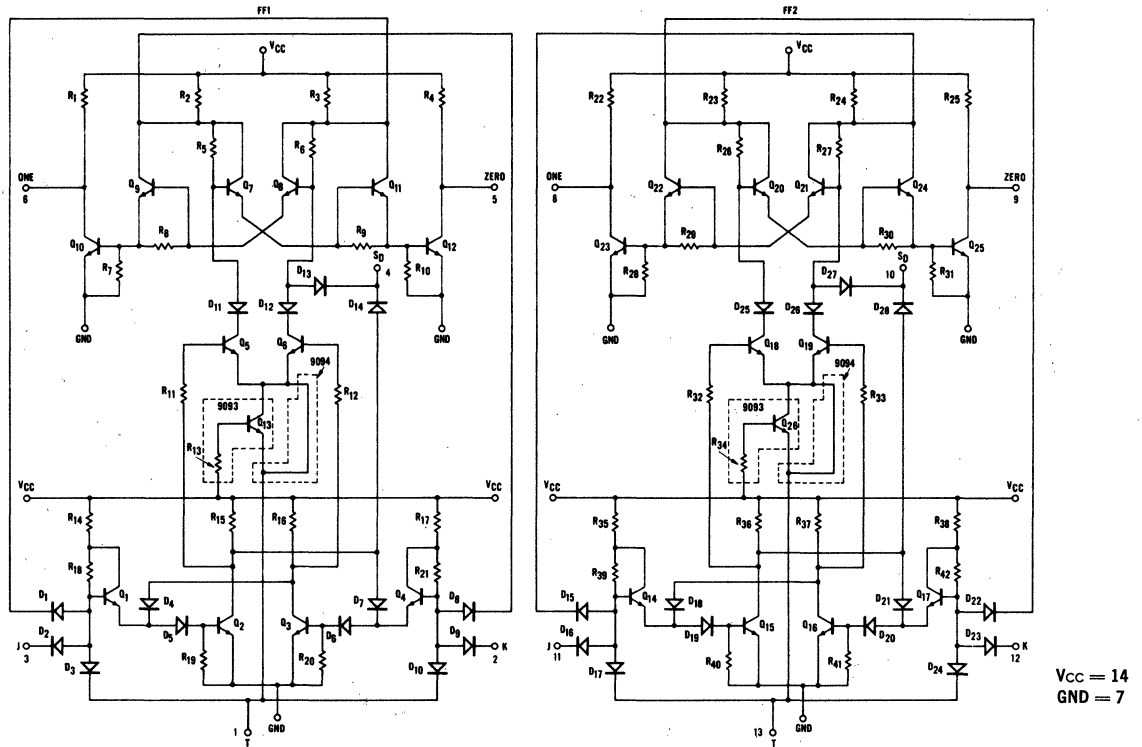 FF1 FF2
VCC VCC
R1 R2 R3 R4 R22 R23 R24 R25
R5 R6 R26 R27
ONE Q9 Q7 Q8 Q11 ZERO ONE Q22 Q20 Q21 Q24 ZERO
6 5 8 9
Q10 R8 R9 Q12 Q23 R29 R30 Q25
R7 D13 SD R10 R28 D27 SD R31
4 10
D11 D12 D14 D25 D26 D28
GND GND GND GND
Q5 Q6 Q18 Q19
9094 9094
R11 9093 R12 R32 9093 R33
Q13 Q26
R13 R34
VCC VCC VCC VCC
R14 R15 R16 R17 R35 R36 R37 R38
R18 R21 R39 R42
D1 Q1 D4 D7 Q4 D8 D15 Q14 D18 D21 Q17 D22
D2 D5 Q2 Q3 D6 D9 D16 D19 Q15 Q16 D20 D23
J K J K
3 D3 R19 R20 D10 2 11 D17 R40 R41 D24 12
VCC = 14
GND = 7
1 GND 13 GND
T T